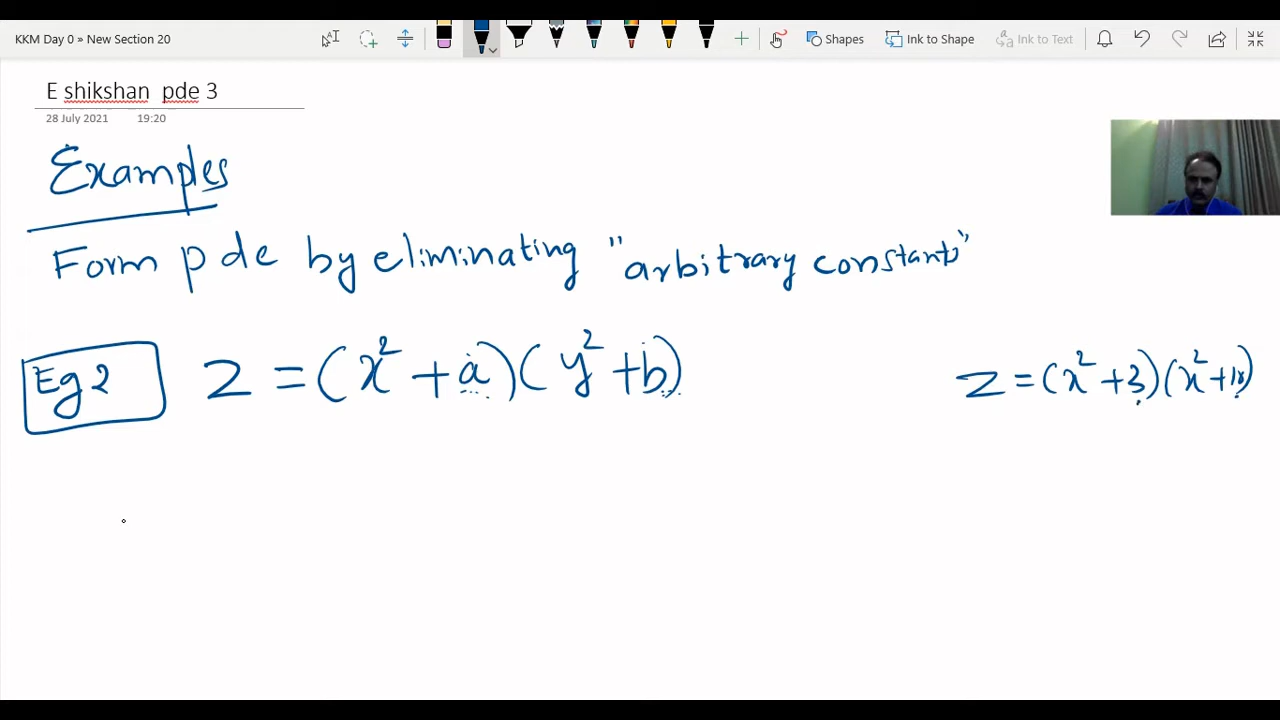 KKM Day 0 » New Section 20
Shapes
Ink to Shape
Ink to Text
E shikshan pde 3
28 July 2021 19:20
Examples
Form pde by eliminating "arbitrary constants"
Eg 2 z = (x² + a)(y² + b)
z = (x² + 3)(x² + 10)